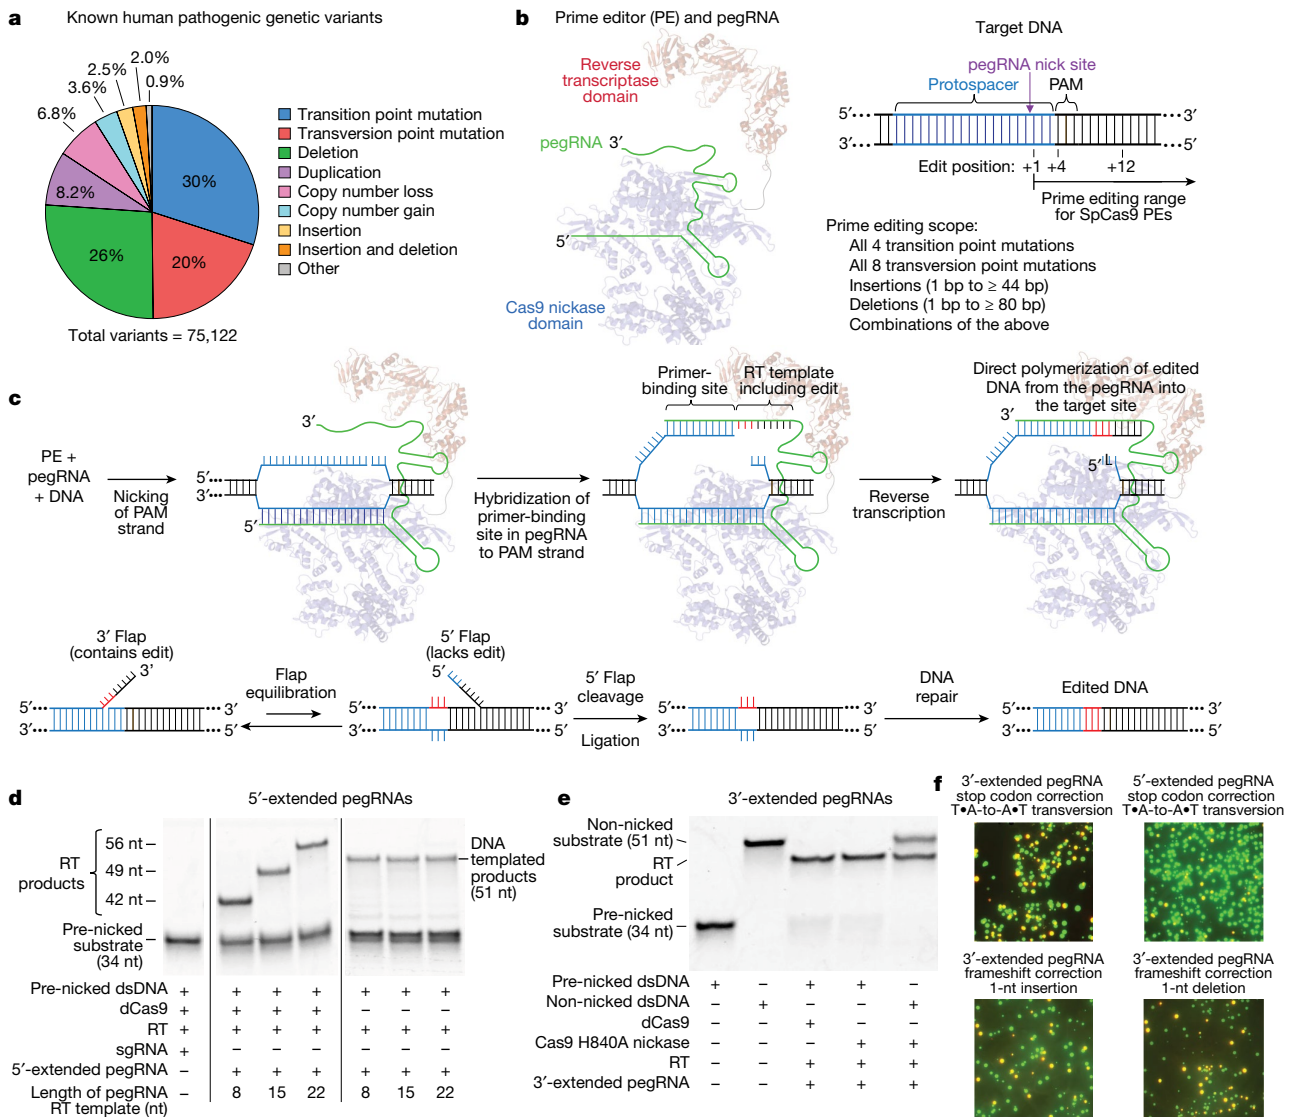 a
Known human pathogenic genetic variants
2.0%
2.5%
0.9%
3.6%
6.8%
8.2%
30%
26%
20%
Transition point mutation
Transversion point mutation
Deletion
Duplication
Copy number loss
Copy number gain
Insertion
Insertion and deletion
Other
Total variants = 75,122
b
Prime editor (PE) and pegRNA
Reverse
transcriptase
domain
pegRNA
3′
5′
Cas9 nickase
domain
Target DNA
pegRNA nick site
Protospacer
PAM
5′
3′
3′
5′
Edit position:
+1
+4
+12
Prime editing range
for SpCas9 PEs
Prime editing scope:
All 4 transition point mutations
All 8 transversion point mutations
Insertions (1 bp to ≥ 44 bp)
Deletions (1 bp to ≥ 80 bp)
Combinations of the above
c
PE +
pegRNA
+ DNA
Nicking
of PAM
strand
3′
5′
3′
5′
Hybridization of
primer-binding
site in pegRNA
to PAM strand
Primer-
binding site
RT template
including edit
Reverse
transcription
Direct polymerization of edited
DNA from the pegRNA into
the target site
3′
5′
3′ Flap
(contains edit)
3′
5′
3′
3′
5′
Flap
equilibration
5′ Flap
(lacks edit)
5′
5′
3′
3′
5′
5′ Flap
cleavage
Ligation
5′
3′
3′
5′
DNA
repair
Edited DNA
5′
3′
3′
5′
d
5′-extended pegRNAs
RT
products
56 nt
49 nt
42 nt
Pre-nicked
substrate
(34 nt)
DNA
templated
products
(51 nt)
Pre-nicked dsDNA + + + + + + +
dCas9 + + + + – – –
RT + + + + + + +
sgRNA + – – – – – –
5′-extended pegRNA – + + + + + +
Length of pegRNA
RT template (nt) – 8 15 22 8 15 22
e
3′-extended pegRNAs
Non-nicked
substrate (51 nt)
RT
product
Pre-nicked
substrate (34 nt)
Pre-nicked dsDNA + – + + –
Non-nicked dsDNA – + – – +
dCas9 – – + – –
Cas9 H840A nickase – – – + +
RT – – + + +
3′-extended pegRNA – – + + +
f
3′-extended pegRNA
stop codon correction
T•A-to-A•T transversion
5′-extended pegRNA
stop codon correction
T•A-to-A•T transversion
3′-extended pegRNA
frameshift correction
1-nt insertion
3′-extended pegRNA
frameshift correction
1-nt deletion